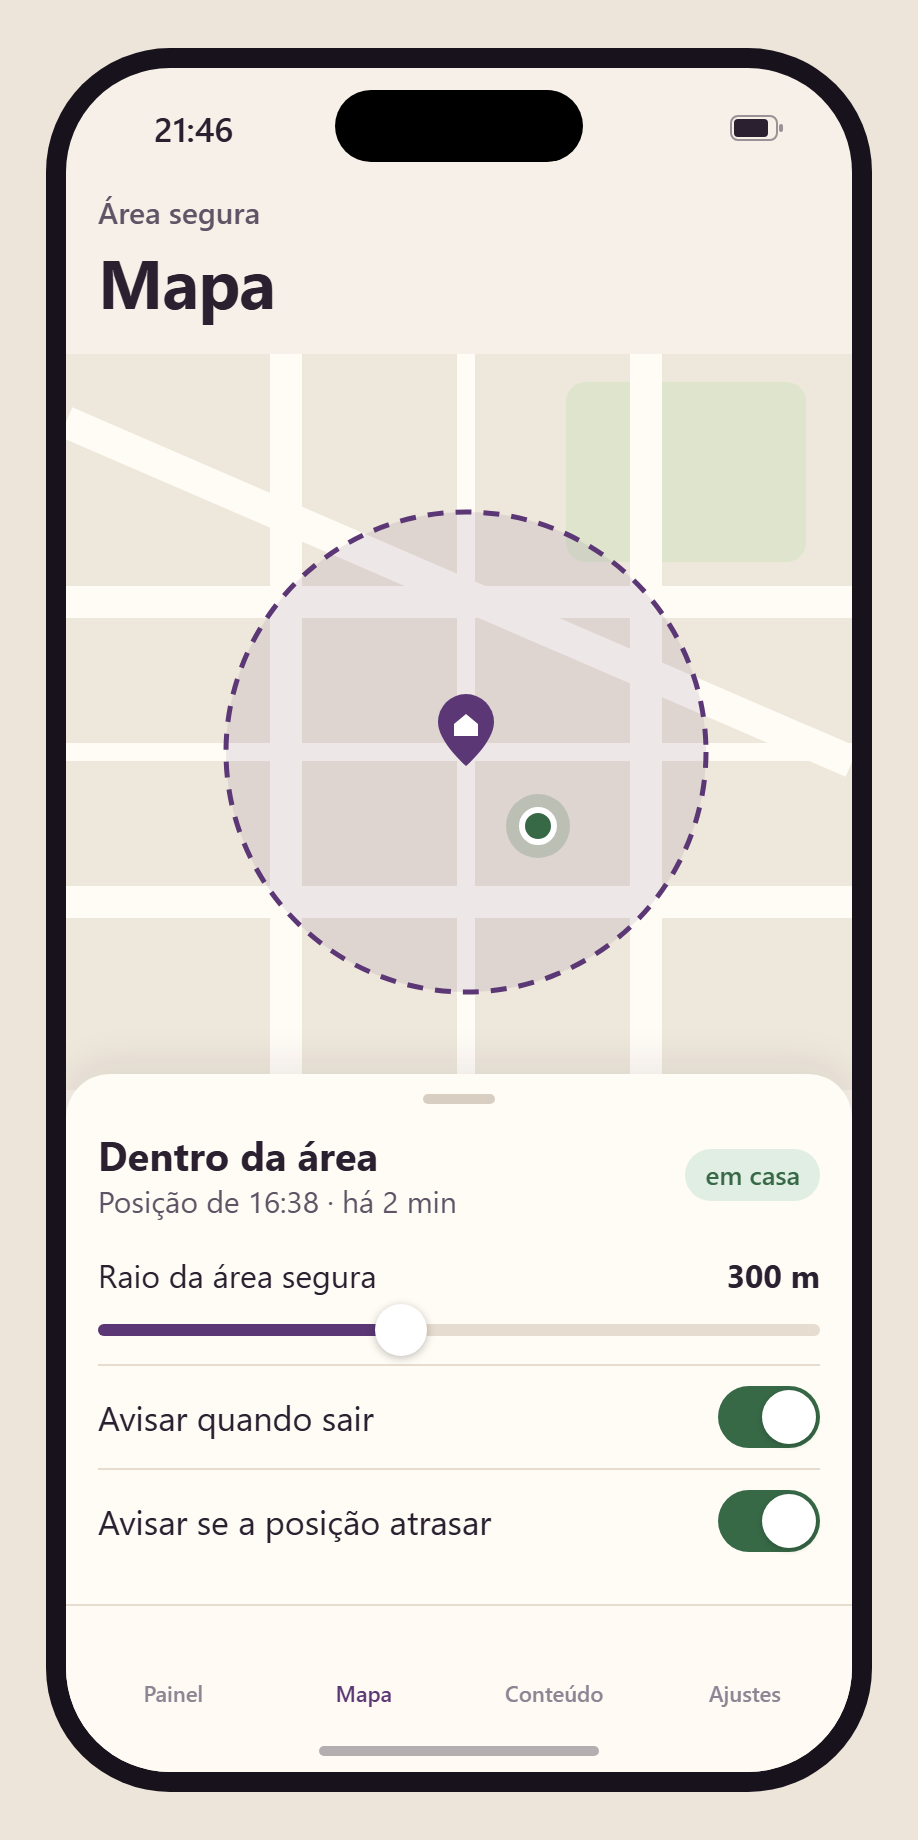 21:46
Área segura
Mapa
Dentro da área
em casa
Posição de 16:38 · há 2 min
Raio da área segura
300 m
Avisar quando sair
Avisar se a posição atrasar
Painel
Mapa
Conteúdo
Ajustes